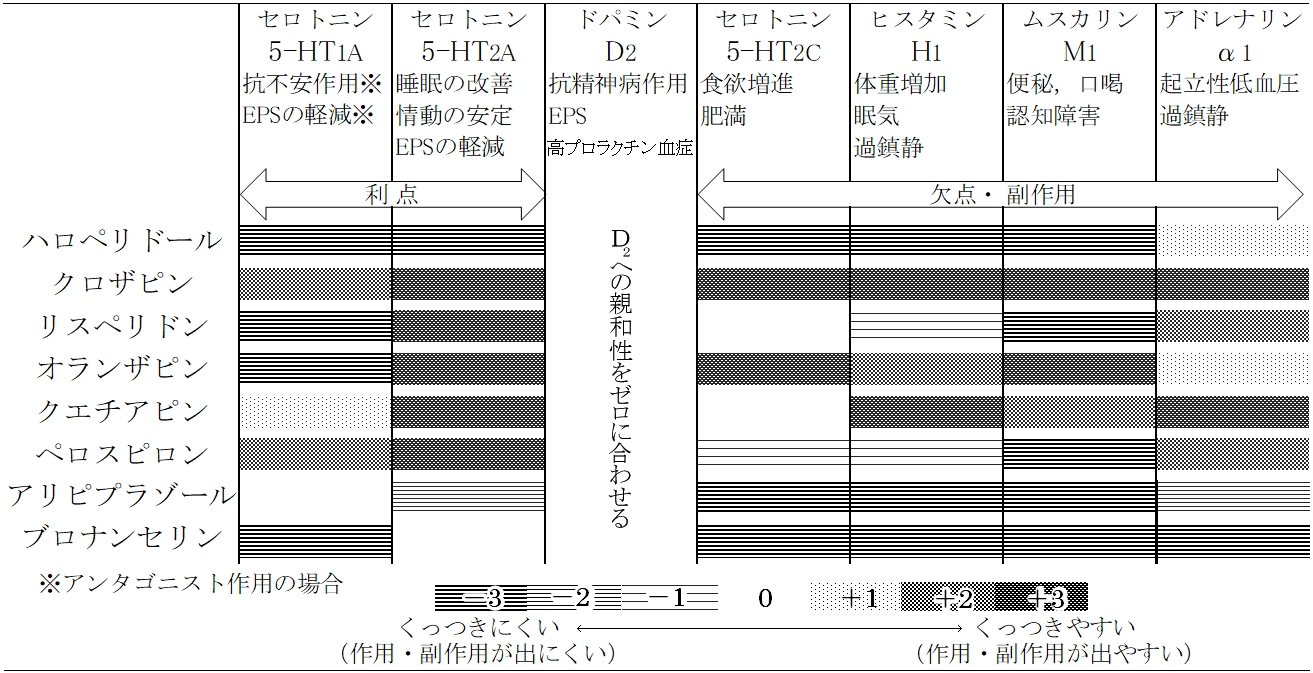 セロトニン セロトニン ドパミン セロトニン ヒスタミン ムスカリン アドレナリン
5-HT1A 5-HT2A D2 5-HT2C H1 M1 α1
抗不安作用※ 睡眠の改善 抗精神病作用 食欲増進 体重増加 便秘，口喝 起立性低血圧
EPSの軽減※ 情動の安定 EPS 肥満 眠気 認知障害 過鎮静
EPSの軽減 高プロラクチン血症 過鎮静
利点 欠点・副作用
ハロペリドール
クロザピン
リスペリドン
オランザピン
クエチアピン
ペロスピロン
アリピプラゾール
ブロナンセリン
D2への親和性をゼロに合わせる
※アンタゴニスト作用の場合
-3 -2 -1 0 +1 +2 +3
くっつきにくい くっつきやすい
（作用・副作用が出にくい） （作用・副作用が出やすい）